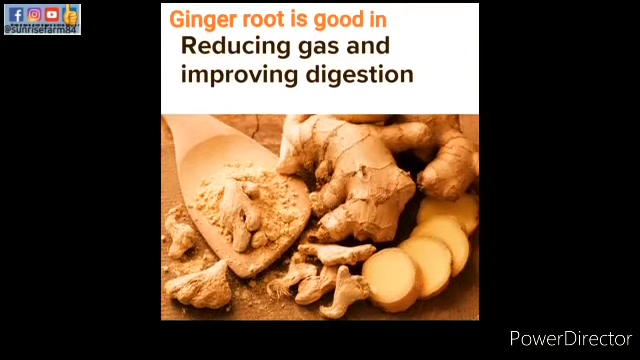 @sunrisefarm84
Ginger root is good in
Reducing gas and
improving digestion
PowerDirector